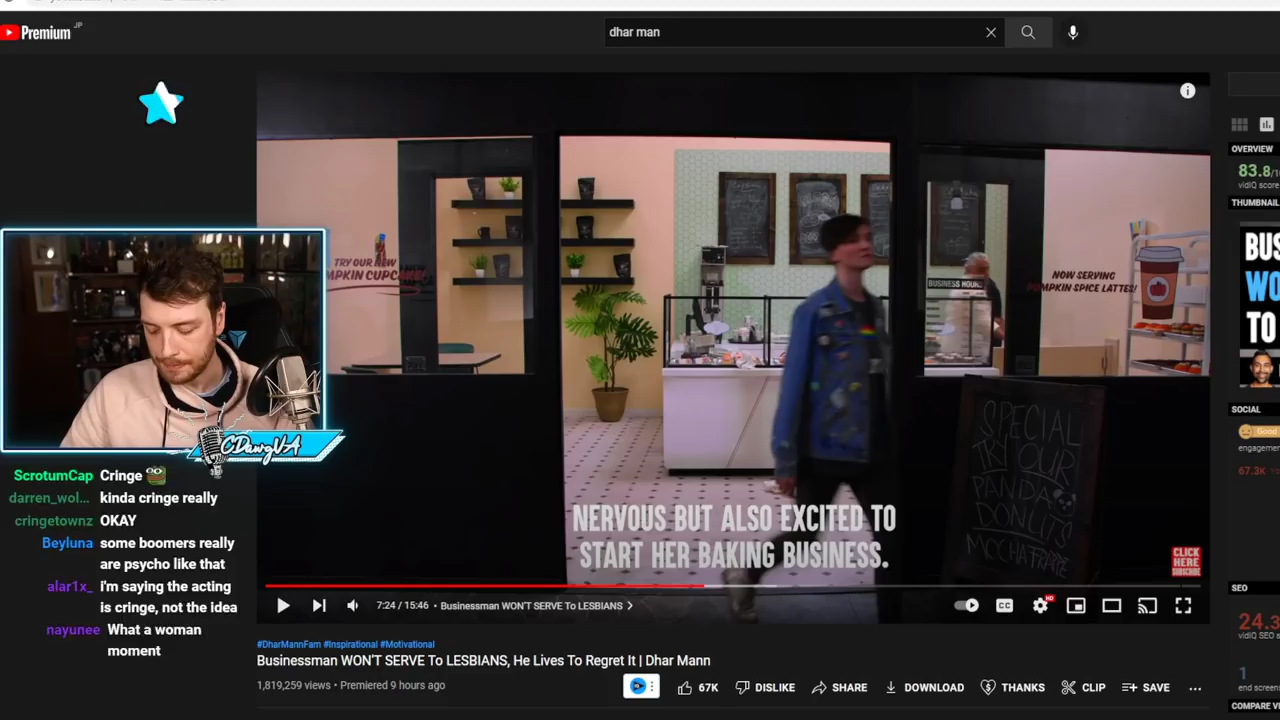 Premium JP
dhar man
TRY OUR NEW
PUMPKIN CUPCAKE
BUSINESS HOURS
NOW SERVING
PUMPKIN SPICE LATTES!
SPECIAL
TRY OUR
PANDA
DONUTS
MOCCHA FRAPPE
NERVOUS BUT ALSO EXCITED TO
START HER BAKING BUSINESS.
CLICK
HERE
SUBSCRIBE
7:24 / 15:46 • Businessman WON'T SERVE To LESBIANS
CC
HD
#DharMannFam #Inspirational #Motivational
Businessman WON'T SERVE To LESBIANS, He Lives To Regret It | Dhar Mann
1,819,259 views • Premiered 9 hours ago
67K
DISLIKE
SHARE
DOWNLOAD
THANKS
CLIP
SAVE
CDawgVA
ScrotumCap Cringe
darren_wol... kinda cringe really
cringetownz OKAY
Beyluna some boomers really
are psycho like that
alar1x_ i'm saying the acting
is cringe, not the idea
nayunee What a woman
moment
OVERVIEW
83.8/10
vidIQ score
THUMBNAIL
BUS
WO
TO
SOCIAL
Good
engagement
67.3K
SEO
24.3
vidIQ SEO s
1
end screen
COMPARE VI